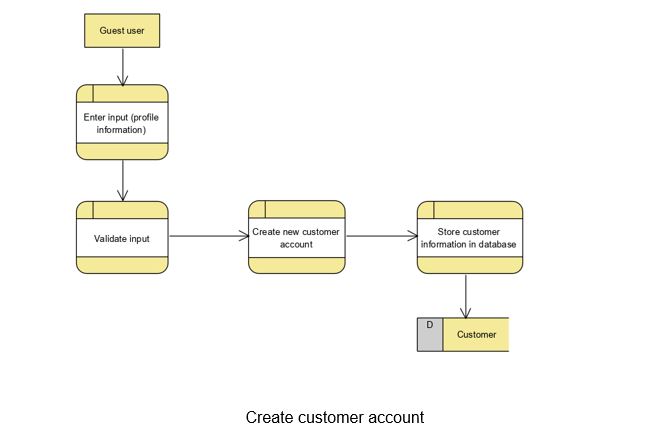 Guest user
Enter input (profile
information)
Validate input
Create new customer
account
Store customer
information in database
D
Customer
Create customer account